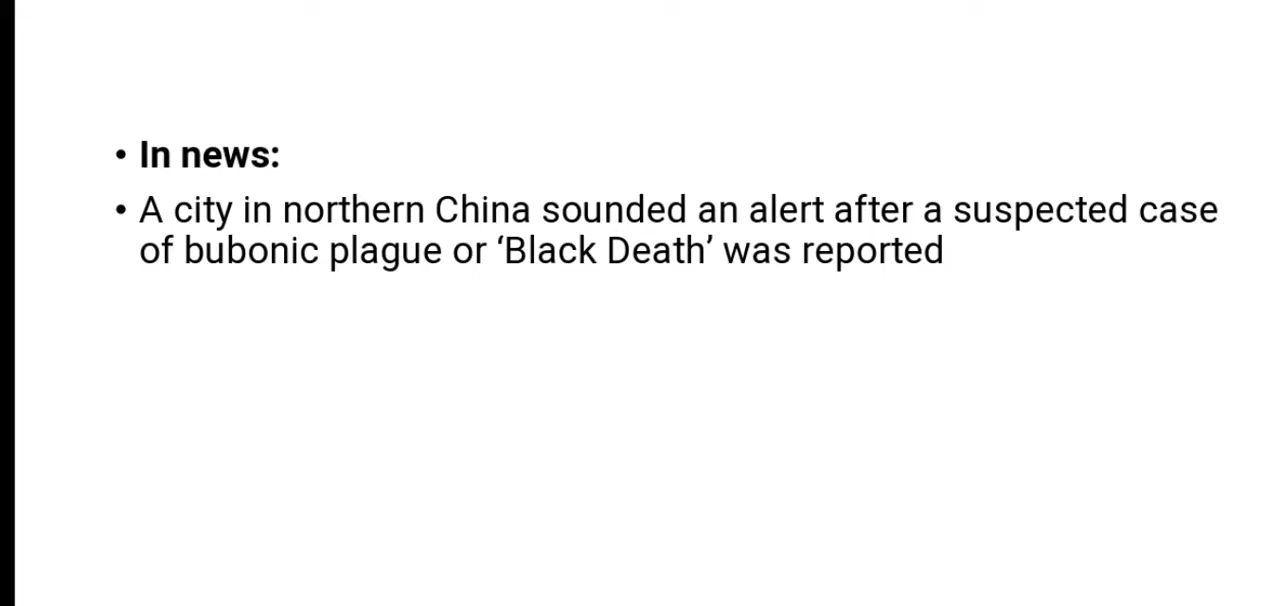 • In news:
• A city in northern China sounded an alert after a suspected case
of bubonic plague or ‘Black Death’ was reported